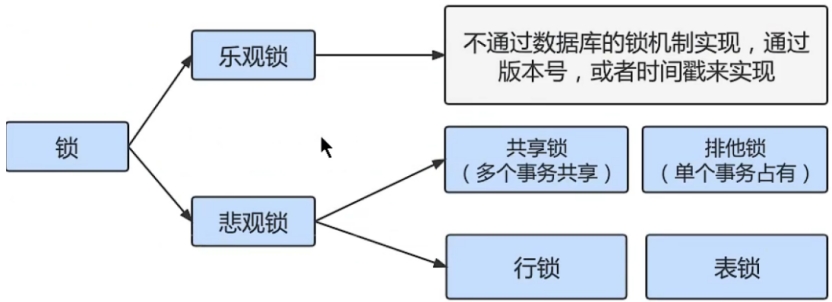 乐观锁
不通过数据库的锁机制实现，通过
版本号，或者时间戳来实现
锁
共享锁
（多个事务共享）
排他锁
（单个事务占有）
悲观锁
行锁
表锁